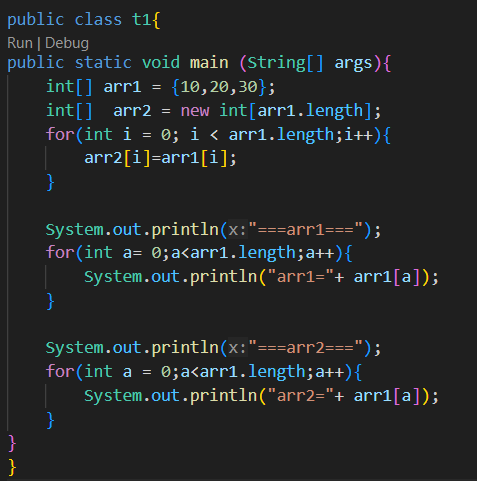 public class t1{
Run | Debug
public static void main (String[] args){
    int[] arr1 = {10,20,30};
    int[]  arr2 = new int[arr1.length];
    for(int i = 0; i < arr1.length;i++){
        arr2[i]=arr1[i];
    }

    System.out.println(x:"===arr1===");
    for(int a= 0;a<arr1.length;a++){
        System.out.println("arr1="+ arr1[a]);
    }

    System.out.println(x:"===arr2===");
    for(int a = 0;a<arr1.length;a++){
        System.out.println("arr2="+ arr1[a]);
    }
}
}